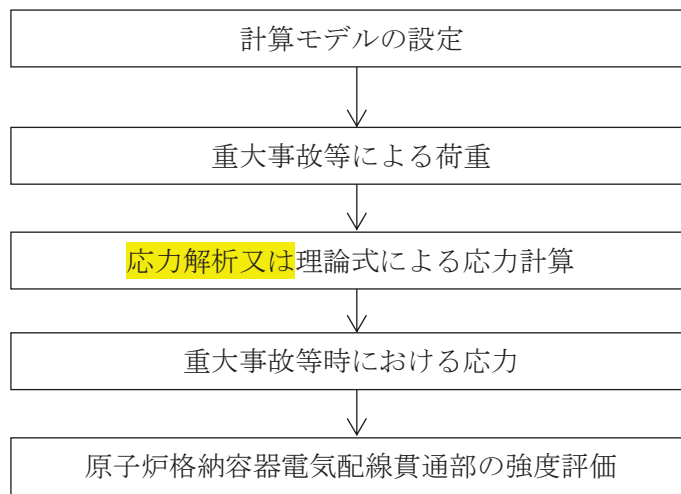 計算モデルの設定
重大事故等による荷重
応力解析又は理論式による応力計算
重大事故等時における応力
原子炉格納容器電気配線貫通部の強度評価